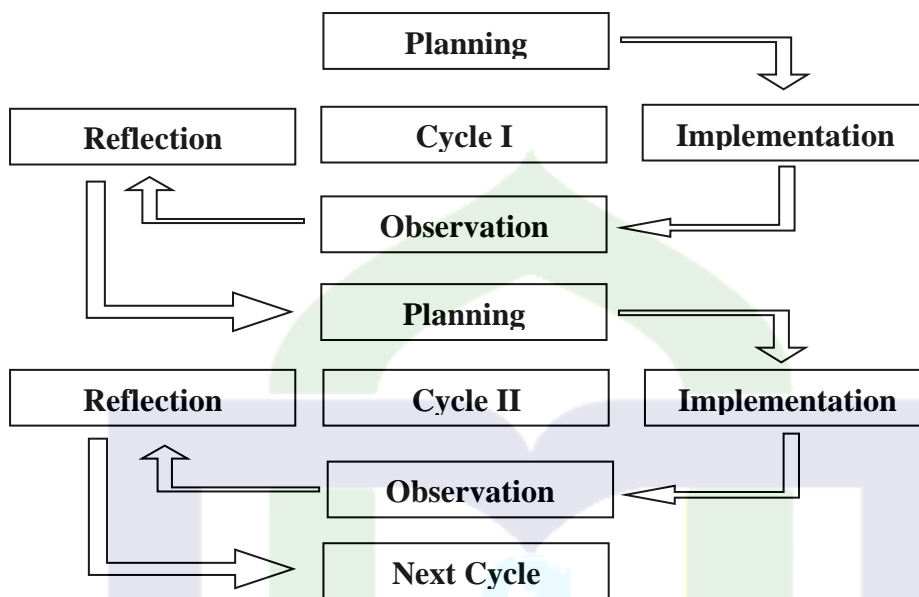 Planning
Reflection
Cycle I
Implementation
Observation
Planning
Reflection
Cycle II
Implementation
Observation
Next Cycle